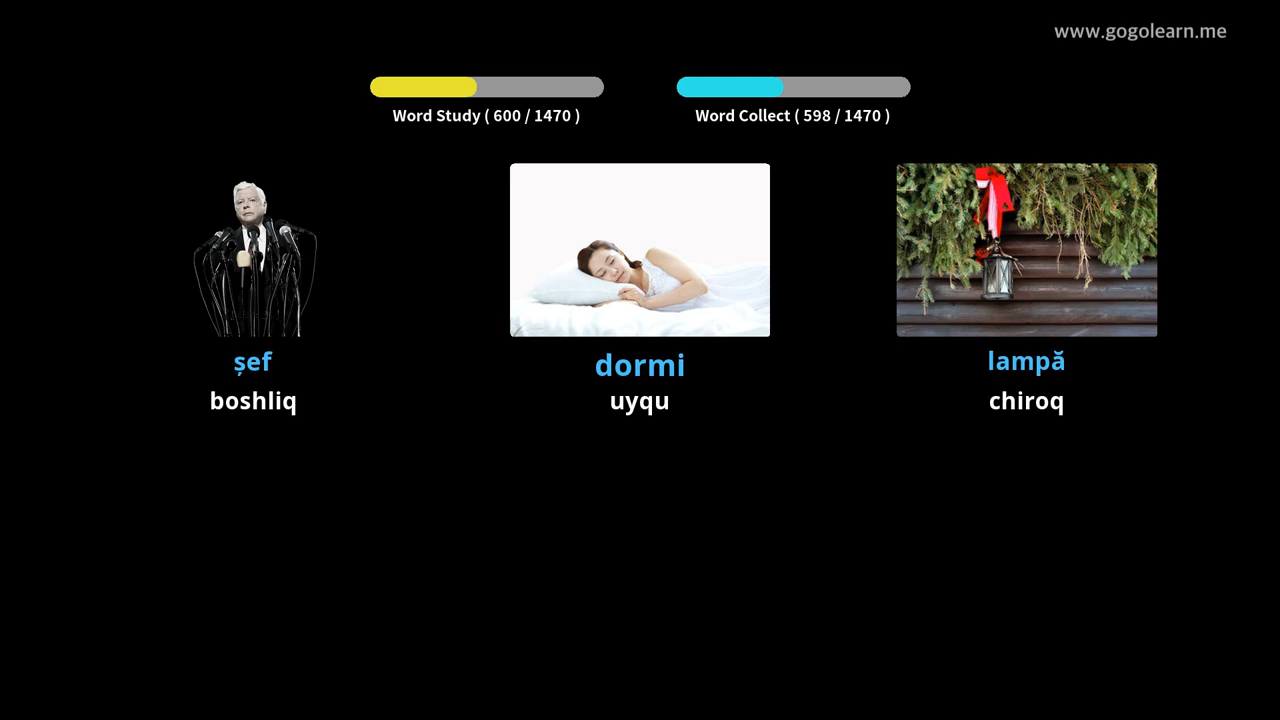 www.gogolearn.me
Word Study ( 600 / 1470 )
Word Collect ( 598 / 1470 )
șef
dormi
lampă
boshliq
uyqu
chiroq